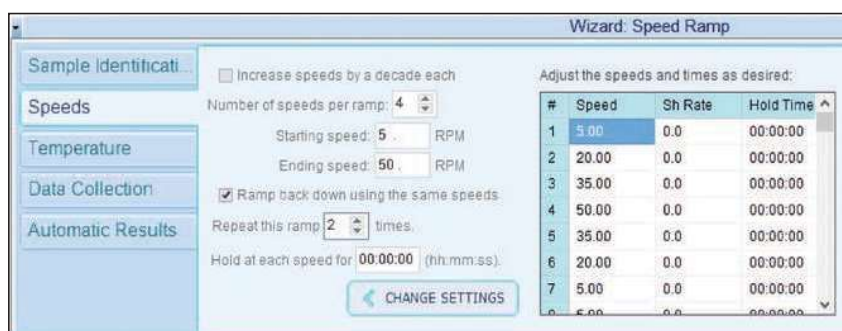 Wizard: Speed Ramp
Sample Identificati...
Speeds
Temperature
Data Collection
Automatic Results
Increase speeds by a decade each
Number of speeds per ramp: 4
Starting speed: 5 . RPM
Ending speed: 50 . RPM
Ramp back down using the same speeds
Repeat this ramp 2 times.
Hold at each speed for 00:00:00 (hh:mm:ss).
CHANGE SETTINGS
Adjust the speeds and times as desired:
# Speed Sh Rate Hold Time
1 5.00 0.0 00:00:00
2 20.00 0.0 00:00:00
3 35.00 0.0 00:00:00
4 50.00 0.0 00:00:00
5 35.00 0.0 00:00:00
6 20.00 0.0 00:00:00
7 5.00 0.0 00:00:00